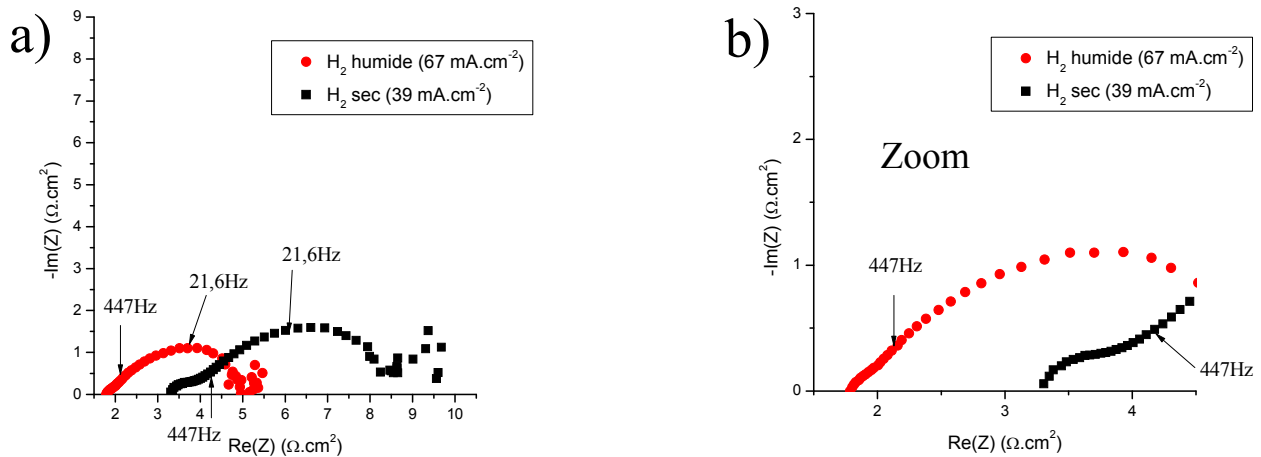 a)
9
8
7
6
5
4
3
2
1
0
-Im(Z) (Ω.cm²)
H₂ humide (67 mA.cm⁻²)
H₂ sec (39 mA.cm⁻²)
447Hz
21,6Hz
21,6Hz
447Hz
2 3 4 5 6 7 8 9 10
Re(Z) (Ω.cm²)
b)
3
2
1
0
-Im(Z) (Ω.cm²)
H₂ humide (67 mA.cm⁻²)
H₂ sec (39 mA.cm⁻²)
Zoom
447Hz
447Hz
2 3 4
Re(Z) (Ω.cm²)